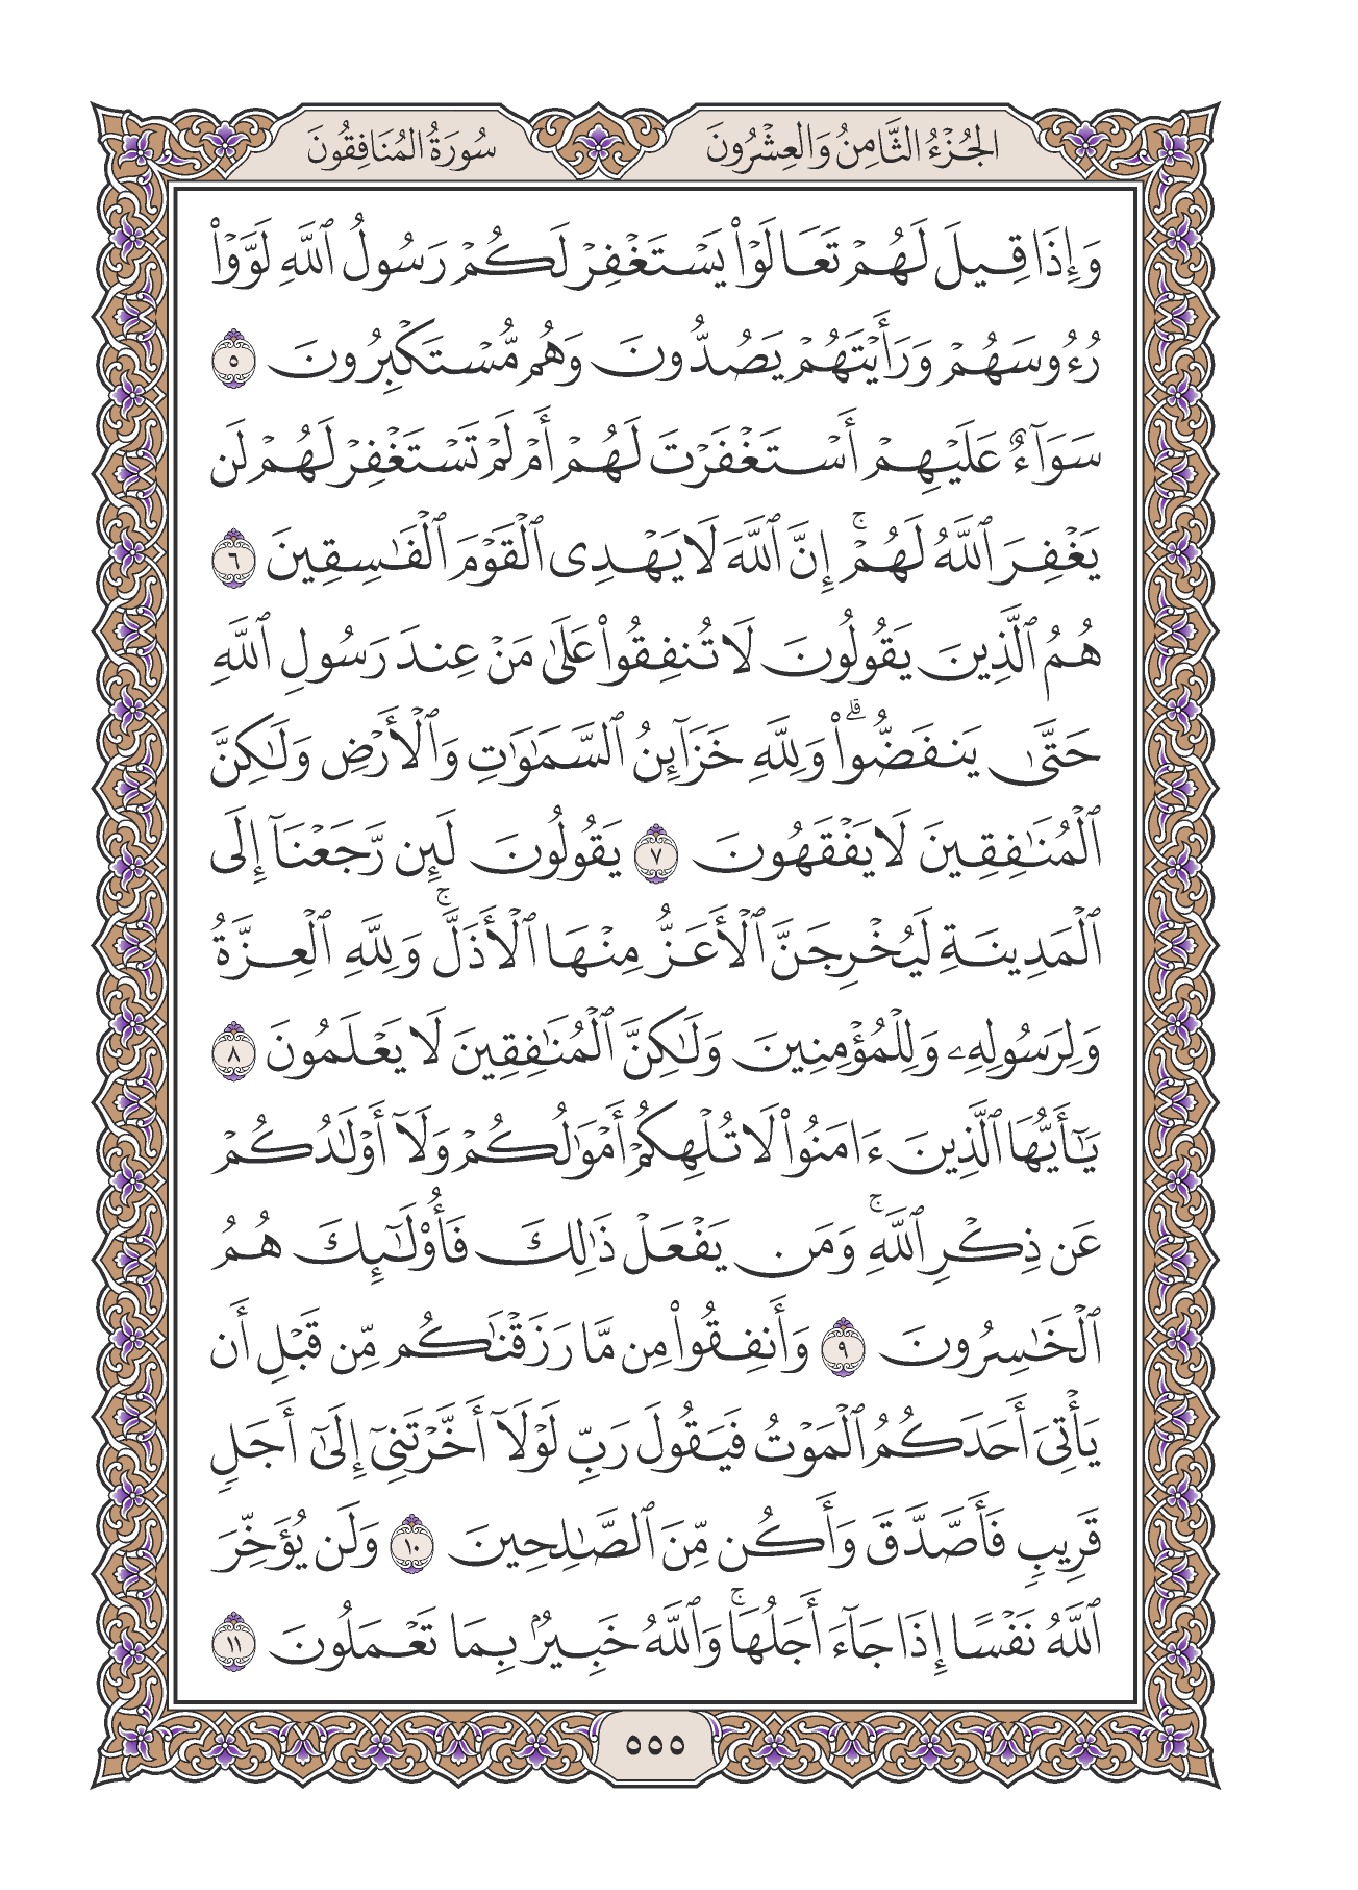 الجُزْءُ الثَّامِنُ وَالعِشْرُونَ
سُورَةُ المُنَافِقُونَ
وَإِذَا قِيلَ لَهُمْ تَعَالَوْا۟ يَسْتَغْفِرْ لَكُمْ رَسُولُ ٱللَّهِ لَوَّوْا۟
رُءُوسَهُمْ وَرَأَيْتَهُمْ يَصُدُّونَ وَهُم مُّسْتَكْبِرُونَ ٥
سَوَآءٌ عَلَيْهِمْ أَسْتَغْفَرْتَ لَهُمْ أَمْ لَمْ تَسْتَغْفِرْ لَهُمْ لَن
يَغْفِرَ ٱللَّهُ لَهُمْ ۚ إِنَّ ٱللَّهَ لَا يَهْدِى ٱلْقَوْمَ ٱلْفَـٰسِقِينَ ٦
هُمُ ٱلَّذِينَ يَقُولُونَ لَا تُنفِقُوا۟ عَلَىٰ مَنْ عِندَ رَسُولِ ٱللَّهِ
حَتَّىٰ يَنفَضُّوا۟ ۗ وَلِلَّهِ خَزَآئِنُ ٱلسَّمَـٰوَٰتِ وَٱلْأَرْضِ وَلَـٰكِنَّ
ٱلْمُنَـٰفِقِينَ لَا يَفْقَهُونَ ٧ يَقُولُونَ لَئِن رَّجَعْنَآ إِلَى
ٱلْمَدِينَةِ لَيُخْرِجَنَّ ٱلْأَعَزُّ مِنْهَا ٱلْأَذَلَّ ۚ وَلِلَّهِ ٱلْعِزَّةُ
وَلِرَسُولِهِۦ وَلِلْمُؤْمِنِينَ وَلَـٰكِنَّ ٱلْمُنَـٰفِقِينَ لَا يَعْلَمُونَ ٨
يَـٰٓأَيُّهَا ٱلَّذِينَ ءَامَنُوا۟ لَا تُلْهِكُمْ أَمْوَٰلُكُمْ وَلَآ أَوْلَـٰدُكُمْ
عَن ذِكْرِ ٱللَّهِ ۚ وَمَن يَفْعَلْ ذَٰلِكَ فَأُو۟لَـٰٓئِكَ هُمُ
ٱلْخَـٰسِرُونَ ٩ وَأَنفِقُوا۟ مِن مَّا رَزَقْنَـٰكُم مِّن قَبْلِ أَن
يَأْتِىَ أَحَدَكُمُ ٱلْمَوْتُ فَيَقُولَ رَبِّ لَوْلَآ أَخَّرْتَنِىٓ إِلَىٰٓ أَجَلٍ
قَرِيبٍ فَأَصَّدَّقَ وَأَكُن مِّنَ ٱلصَّـٰلِحِينَ ١٠ وَلَن يُؤَخِّرَ
ٱللَّهُ نَفْسًا إِذَا جَآءَ أَجَلُهَا ۚ وَٱللَّهُ خَبِيرٌۢ بِمَا تَعْمَلُونَ ١١
٥٥٥